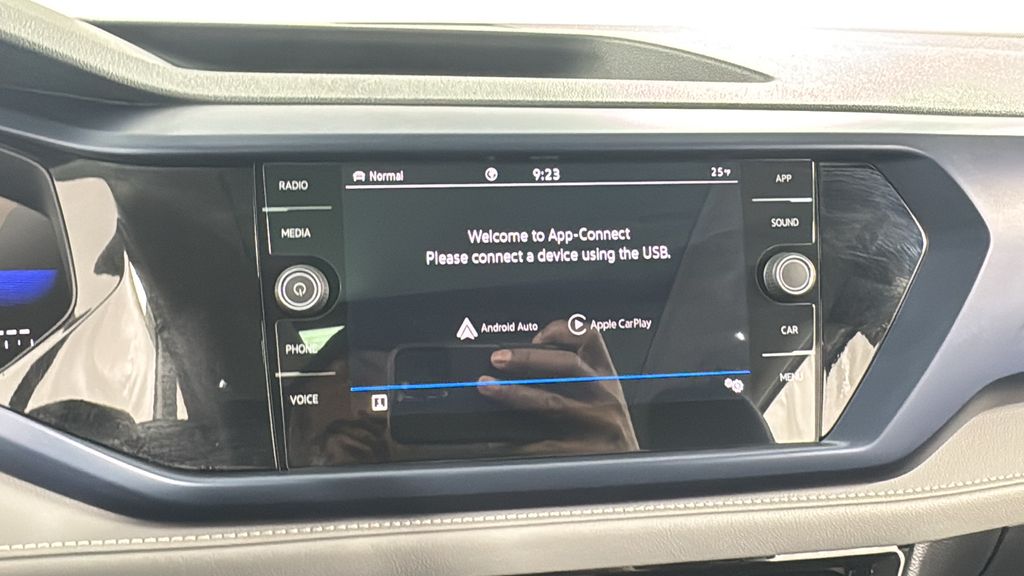 RADIO
MEDIA
PHONE
VOICE
Normal
9:23
25°F
Welcome to App-Connect
Please connect a device using the USB.
Android Auto
Apple CarPlay
APP
SOUND
CAR
MENU